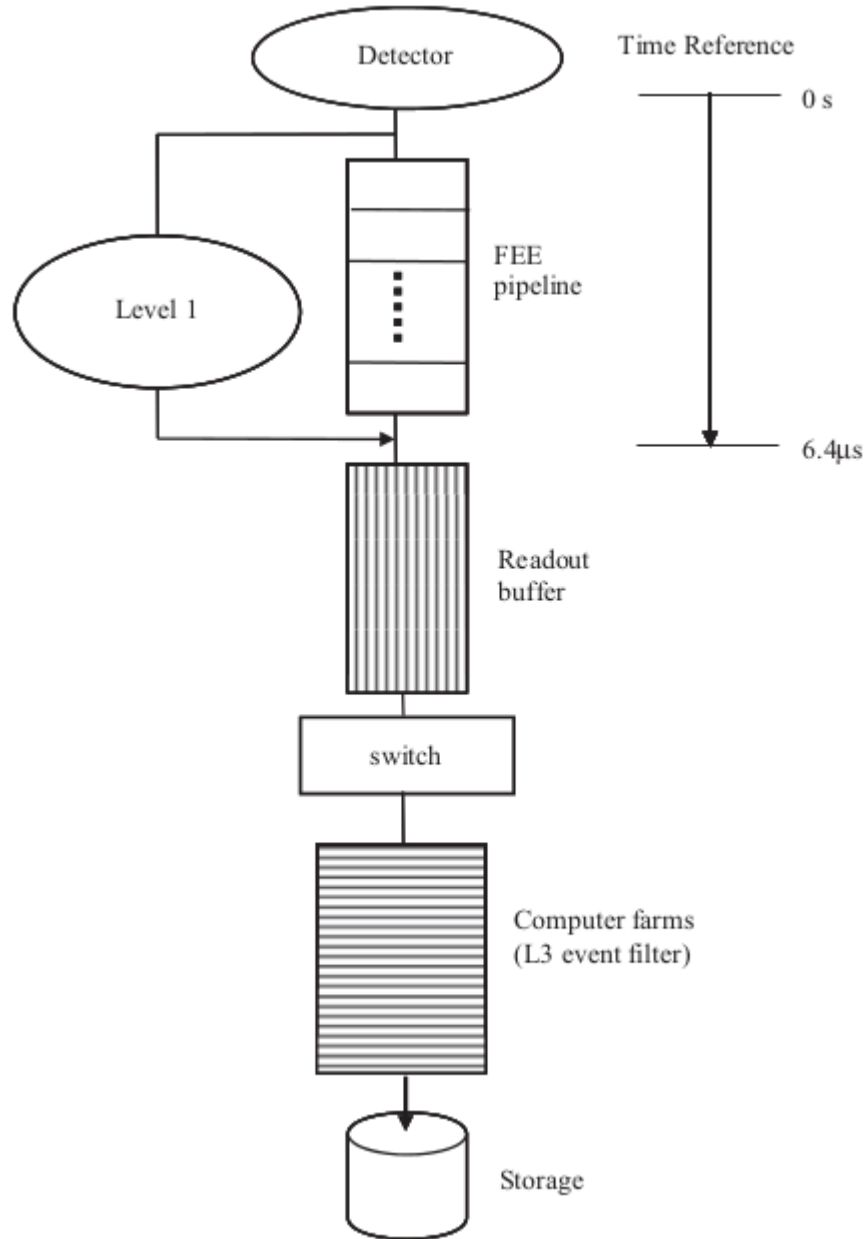 Detector
Time Reference
0 s
FEE
pipeline
Level 1
6.4μs
Readout
buffer
switch
Computer farms
(L3 event filter)
Storage